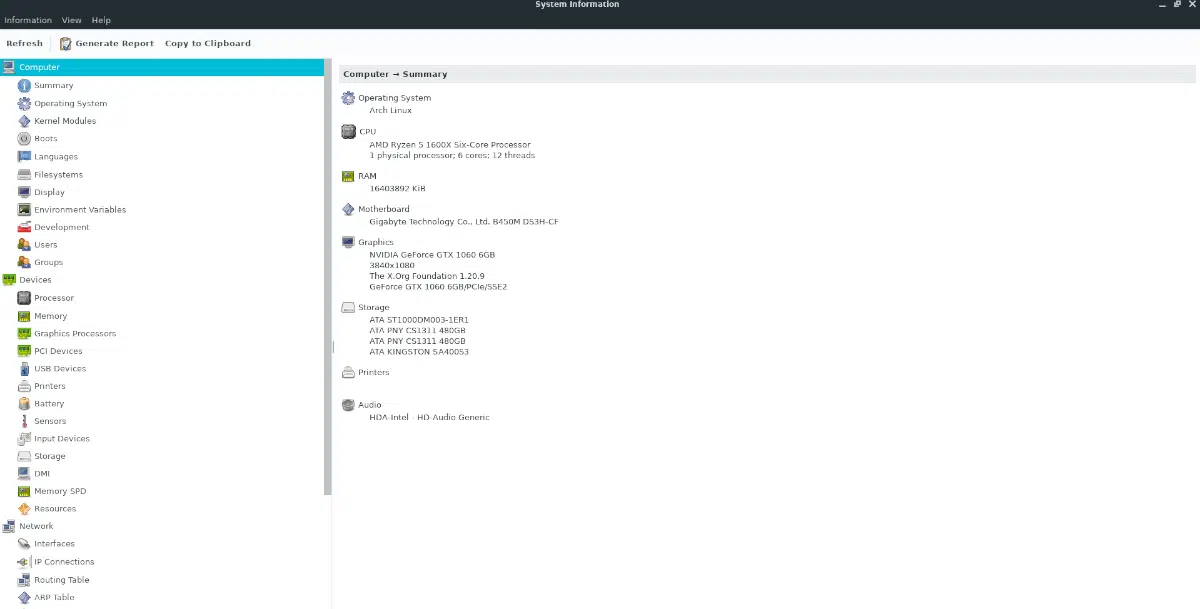 System Information
Information View Help
Refresh Generate Report Copy to Clipboard
Computer
Summary
Operating System
Kernel Modules
Boots
Languages
Filesystems
Display
Environment Variables
Development
Users
Groups
Devices
Processor
Memory
Graphics Processors
PCI Devices
USB Devices
Printers
Battery
Sensors
Input Devices
Storage
DMI
Memory SPD
Resources
Network
Interfaces
IP Connections
Routing Table
ARP Table
Computer → Summary
Operating System
Arch Linux
CPU
AMD Ryzen 5 1600X Six-Core Processor
1 physical processor; 6 cores; 12 threads
RAM
16403892 KiB
Motherboard
Gigabyte Technology Co., Ltd. B450M DS3H-CF
Graphics
NVIDIA GeForce GTX 1060 6GB
3840x1080
The X.Org Foundation 1.20.9
GeForce GTX 1060 6GB/PCIe/SSE2
Storage
ATA ST1000DM003-1ER1
ATA PNY CS1311 480GB
ATA PNY CS1311 480GB
ATA KINGSTON SA400S3
Printers
Audio
HDA-Intel - HD-Audio Generic